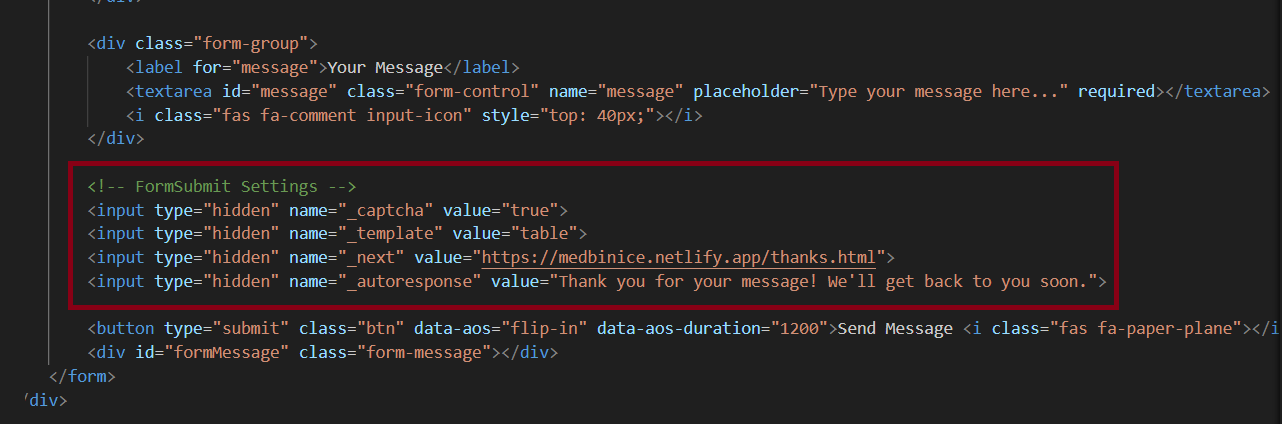 </div>
<div class="form-group">
<label for="message">Your Message</label>
<textarea id="message" class="form-control" name="message" placeholder="Type your message here..." required></textarea>
<i class="fas fa-comment input-icon" style="top: 40px;"></i>
</div>
<!-- FormSubmit Settings -->
<input type="hidden" name="_captcha" value="true">
<input type="hidden" name="_template" value="table">
<input type="hidden" name="_next" value="https://medbinice.netlify.app/thanks.html">
<input type="hidden" name="_autoresponse" value="Thank you for your message! We'll get back to you soon.">
<button type="submit" class="btn" data-aos="flip-in" data-aos-duration="1200">Send Message <i class="fas fa-paper-plane"></i
<div id="formMessage" class="form-message"></div>
</form>
/div>